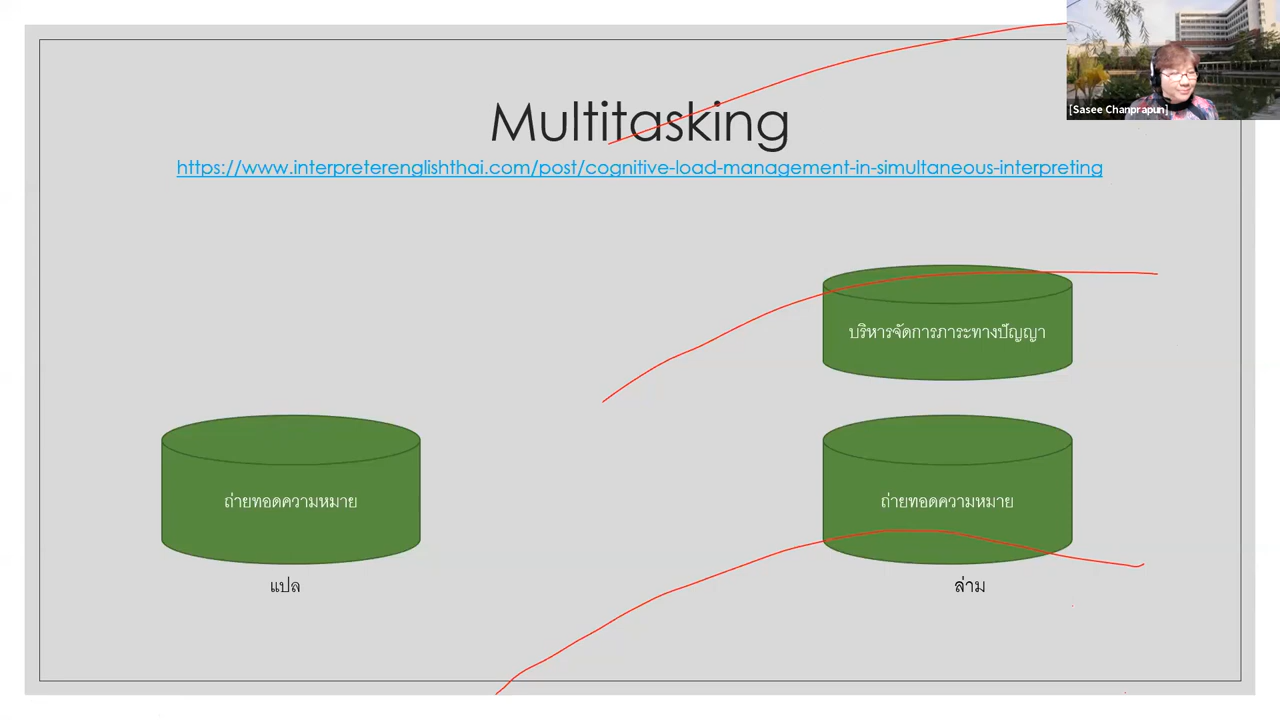 Multitasking
https://www.interpreterenglishthai.com/post/cognitive-load-management-in-simultaneous-interpreting
[Sasee Chanprapun]
บริหารจัดการภาระทางปัญญา
ถ่ายทอดความหมาย
ถ่ายทอดความหมาย
แปล
ล่าม